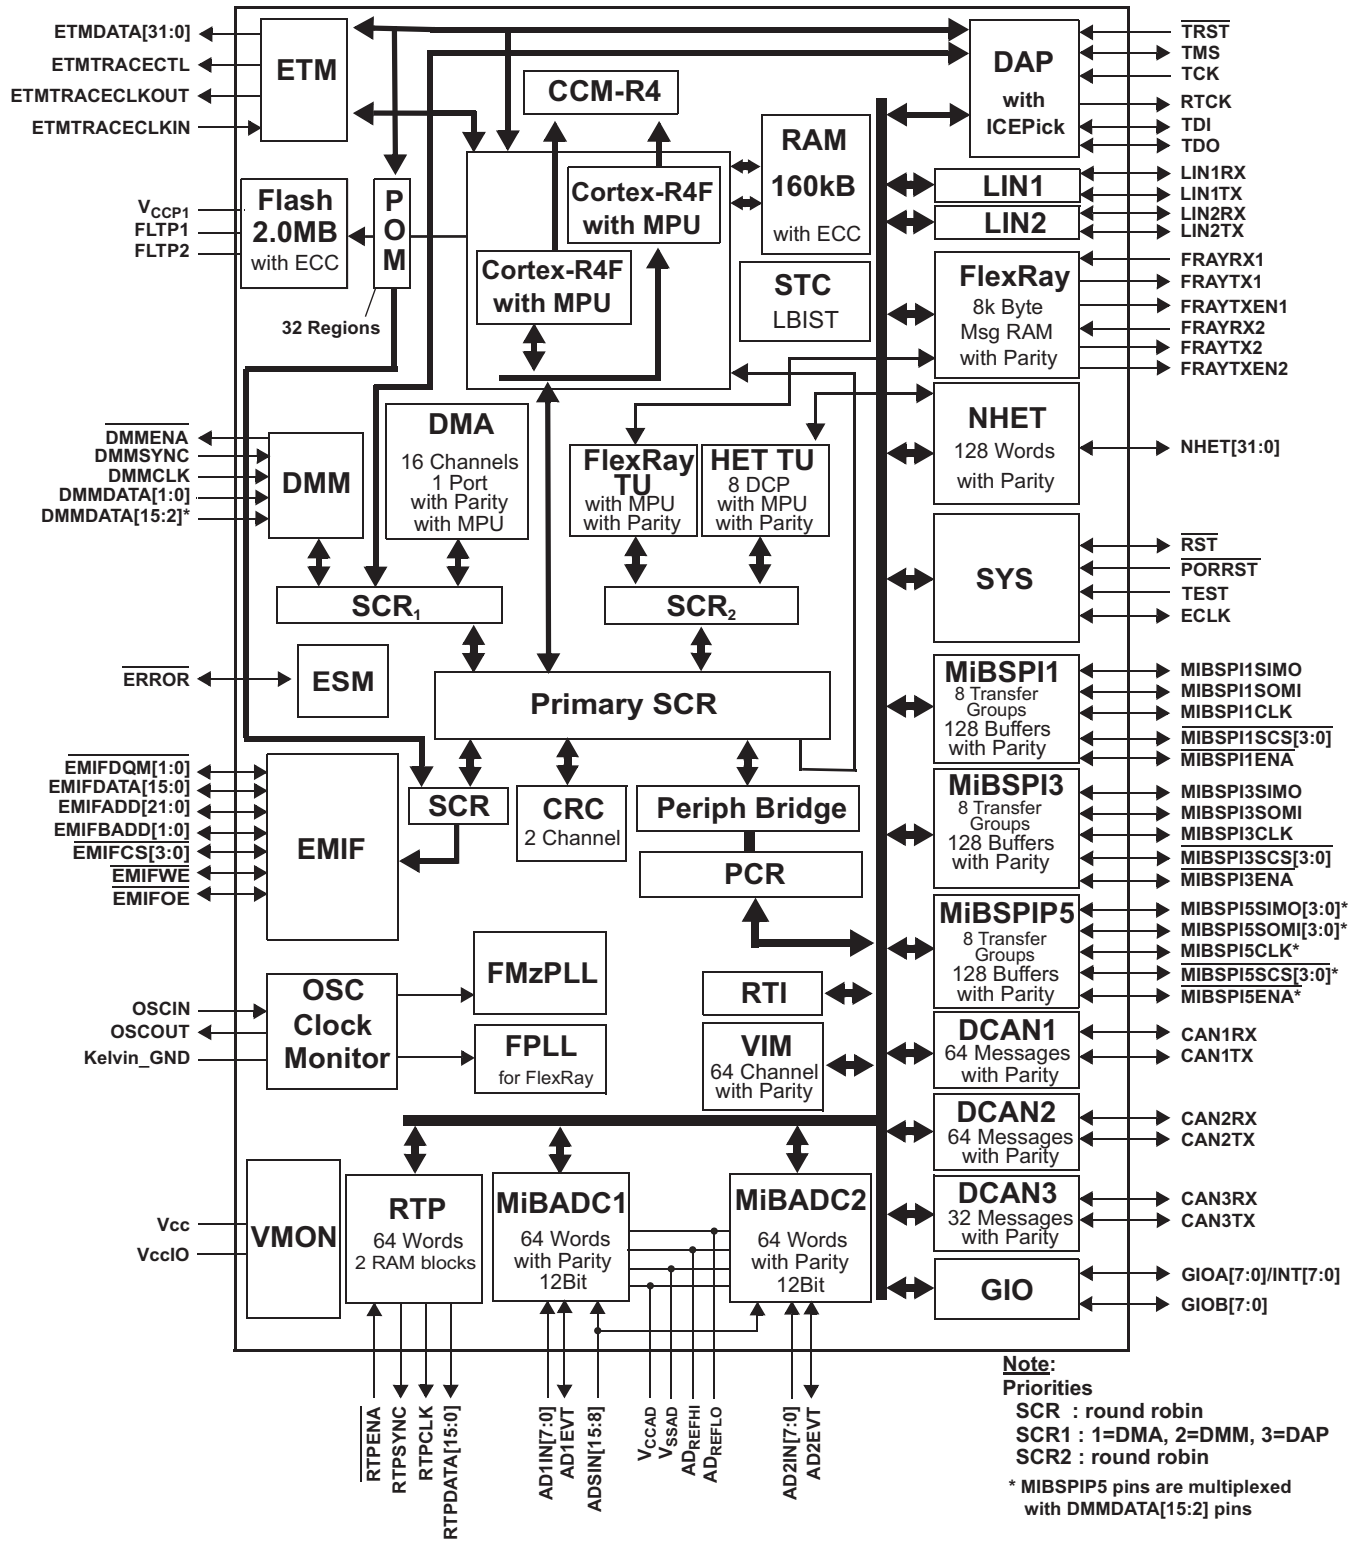 ETMDATA[31:0]
ETMTRACECTL
ETMTRACECLKOUT
ETMTRACECLKIN
ETM
CCM-R4
DAP
with
ICEPick
TRST
TMS
TCK
RTCK
TDI
TDO
VCCP1
FLTP1
FLTP2
Flash
2.0MB
with ECC
P
O
M
32 Regions
Cortex-R4F
with MPU
Cortex-R4F
with MPU
RAM
160kB
with ECC
STC
LBIST
LIN1
LIN2
LIN1RX
LIN1TX
LIN2RX
LIN2TX
FlexRay
8k Byte
Msg RAM
with Parity
FRAYRX1
FRAYTX1
FRAYTXEN1
FRAYRX2
FRAYTX2
FRAYTXEN2
DMMENA
DMMSYNC
DMMCLK
DMMDATA[1:0]
DMMDATA[15:2]*
DMM
DMA
16 Channels
1 Port
with Parity
with MPU
FlexRay
TU
with MPU
with Parity
HET TU
8 DCP
with MPU
with Parity
NHET
128 Words
with Parity
NHET[31:0]
SCR1
SCR2
SYS
RST
PORRST
TEST
ECLK
ERROR
ESM
Primary SCR
MiBSPI1
8 Transfer
Groups
128 Buffers
with Parity
MIBSPI1SIMO
MIBSPI1SOMI
MIBSPI1CLK
MIBSPI1SCS[3:0]
MIBSPI1ENA
EMIFDQM[1:0]
EMIFDATA[15:0]
EMIFADD[21:0]
EMIFBADD[1:0]
EMIFCS[3:0]
EMIFWE
EMIFOE
EMIF
SCR
CRC
2 Channel
Periph Bridge
PCR
MiBSPI3
8 Transfer
Groups
128 Buffers
with Parity
MIBSPI3SIMO
MIBSPI3SOMI
MIBSPI3CLK
MIBSPI3SCS[3:0]
MIBSPI3ENA
MiBSPIP5
8 Transfer
Groups
128 Buffers
with Parity
MIBSPI5SIMO[3:0]*
MIBSPI5SOMI[3:0]*
MIBSPI5CLK*
MIBSPI5SCS[3:0]*
MIBSPI5ENA*
OSCIN
OSCOUT
Kelvin_GND
OSC
Clock
Monitor
FMzPLL
FPLL
for FlexRay
RTI
VIM
64 Channel
with Parity
DCAN1
64 Messages
with Parity
CAN1RX
CAN1TX
DCAN2
64 Messages
with Parity
CAN2RX
CAN2TX
Vcc
VccIO
VMON
RTP
64 Words
2 RAM blocks
MiBADC1
64 Words
with Parity
12Bit
MiBADC2
64 Words
with Parity
12Bit
DCAN3
32 Messages
with Parity
CAN3RX
CAN3TX
GIO
GIOA[7:0]/INT[7:0]
GIOB[7:0]
RTPENA
RTPSYNC
RTPCLK
RTPDATA[15:0]
AD1IN[7:0]
AD1EVT
ADSIN[15:8]
VCCAD
VSSAD
ADREFHI
ADREFLO
AD2IN[7:0]
AD2EVT
Note:
Priorities
SCR : round robin
SCR1 : 1=DMA, 2=DMM, 3=DAP
SCR2 : round robin
* MIBSPIP5 pins are multiplexed
with DMMDATA[15:2] pins